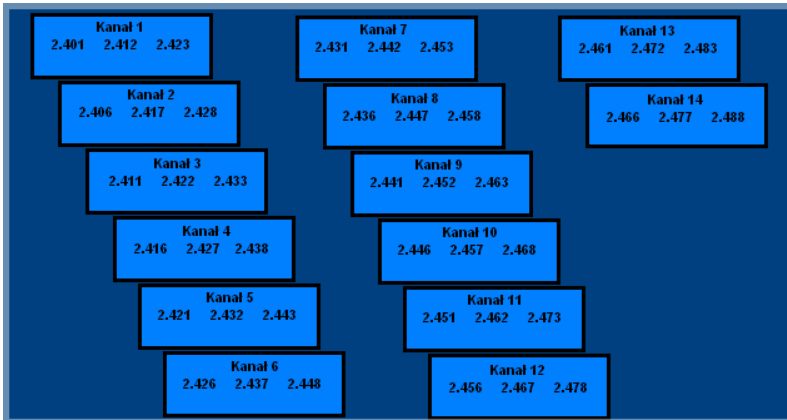 Kanał 1
2.401 2.412 2.423
Kanał 2
2.406 2.417 2.428
Kanał 3
2.411 2.422 2.433
Kanał 4
2.416 2.427 2.438
Kanał 5
2.421 2.432 2.443
Kanał 6
2.426 2.437 2.448
Kanał 7
2.431 2.442 2.453
Kanał 8
2.436 2.447 2.458
Kanał 9
2.441 2.452 2.463
Kanał 10
2.446 2.457 2.468
Kanał 11
2.451 2.462 2.473
Kanał 12
2.456 2.467 2.478
Kanał 13
2.461 2.472 2.483
Kanał 14
2.466 2.477 2.488